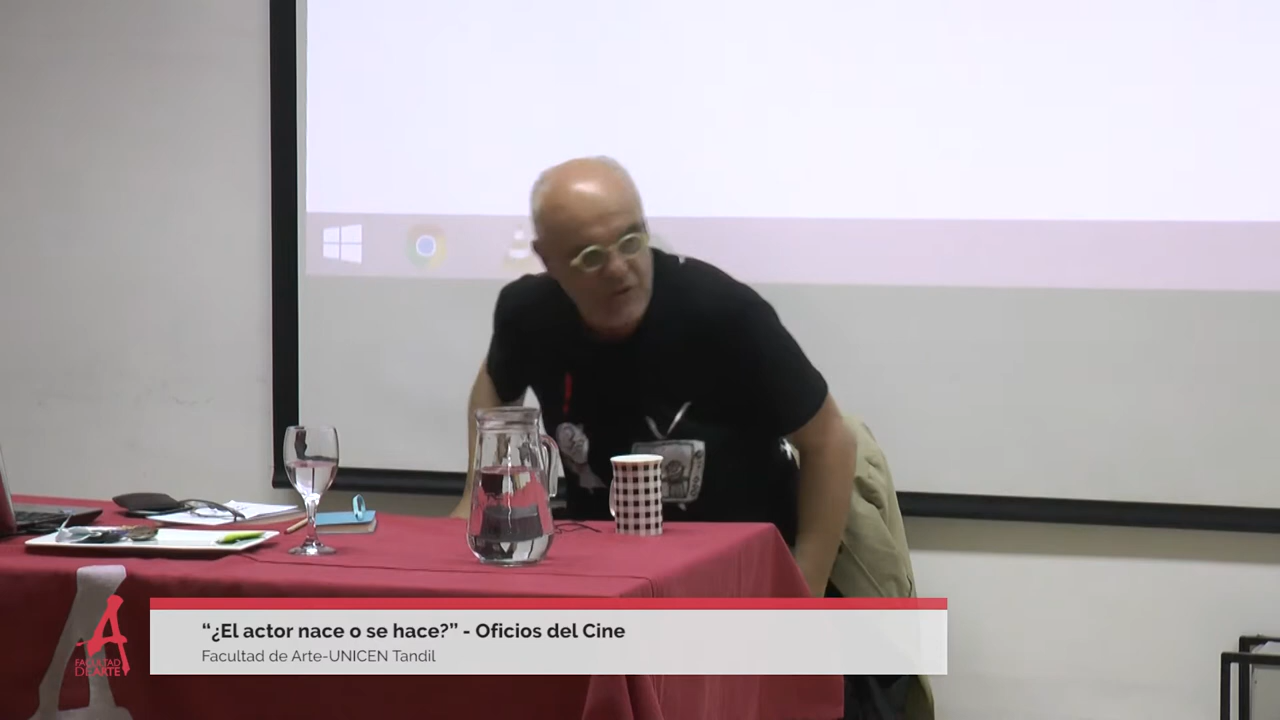 “¿El actor nace o se hace?” - Oficios del Cine
Facultad de Arte-UNICEN Tandil
FACULTAD
DE ARTE